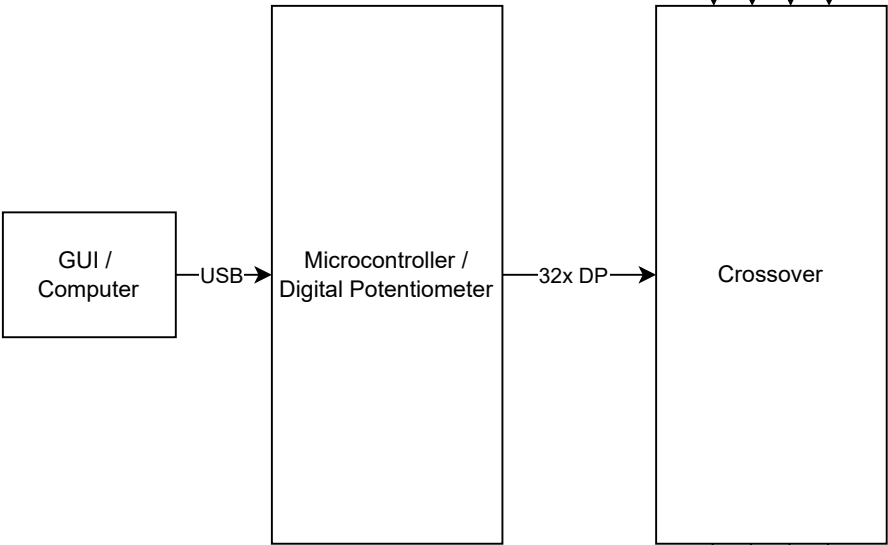 GUI /
Computer
USB
Microcontroller /
Digital Potentiometer
32x DP
Crossover